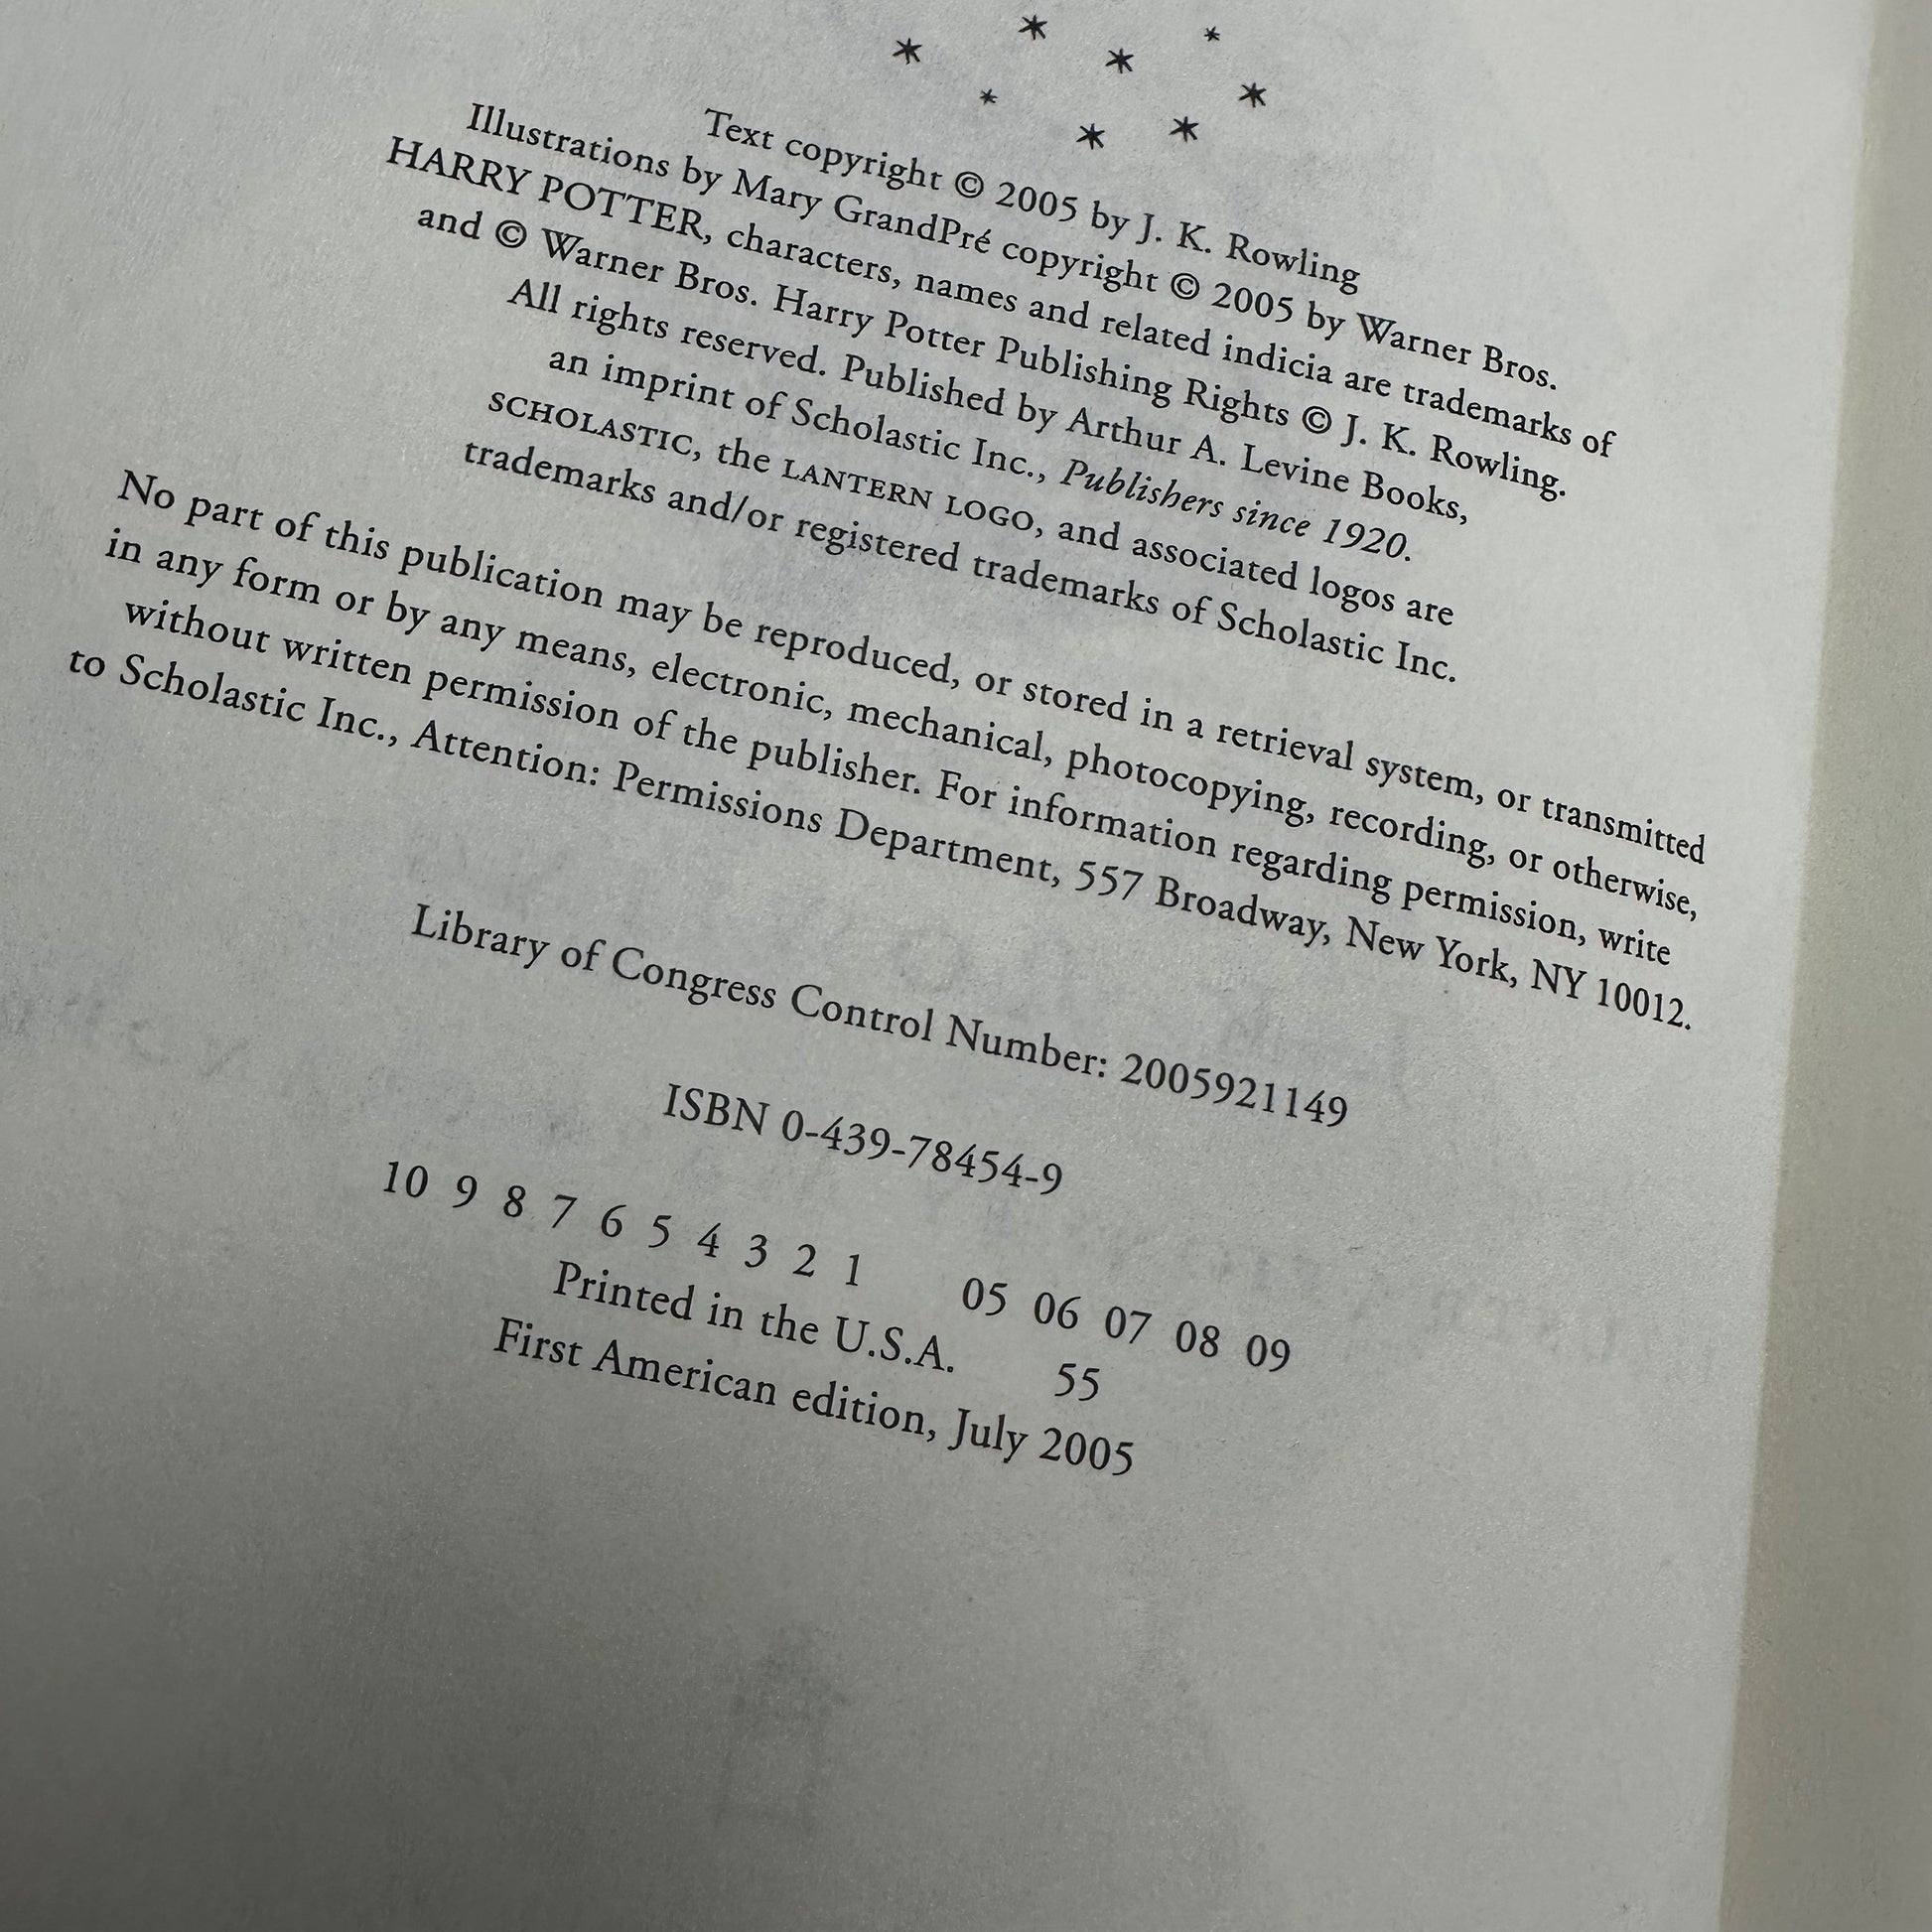 Text copyright © 2005 by J. K. Rowling
Illustrations by Mary GrandPré copyright © 2005 by Warner Bros.
HARRY POTTER, characters, names and related indicia are trademarks of
and © Warner Bros. Harry Potter Publishing Rights © J. K. Rowling.
All rights reserved. Published by Arthur A. Levine Books,
an imprint of Scholastic Inc., Publishers since 1920.
SCHOLASTIC, the LANTERN LOGO, and associated logos are
trademarks and/or registered trademarks of Scholastic Inc.
No part of this publication may be reproduced, or stored in a retrieval system, or transmitted
in any form or by any means, electronic, mechanical, photocopying, recording, or otherwise,
without written permission of the publisher. For information regarding permission, write
to Scholastic Inc., Attention: Permissions Department, 557 Broadway, New York, NY 10012.
Library of Congress Control Number: 2005921149
ISBN 0-439-78454-9
10 9 8 7 6 5 4 3 2 1 05 06 07 08 09
Printed in the U.S.A. 55
First American edition, July 2005